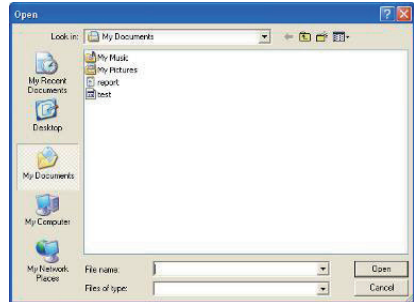 Open
Look in: My Documents
My Music
My Pictures
report
test
My Recent
Documents
Desktop
My Documents
My Computer
My Network
Places
File name:
Open
Files of type:
Cancel